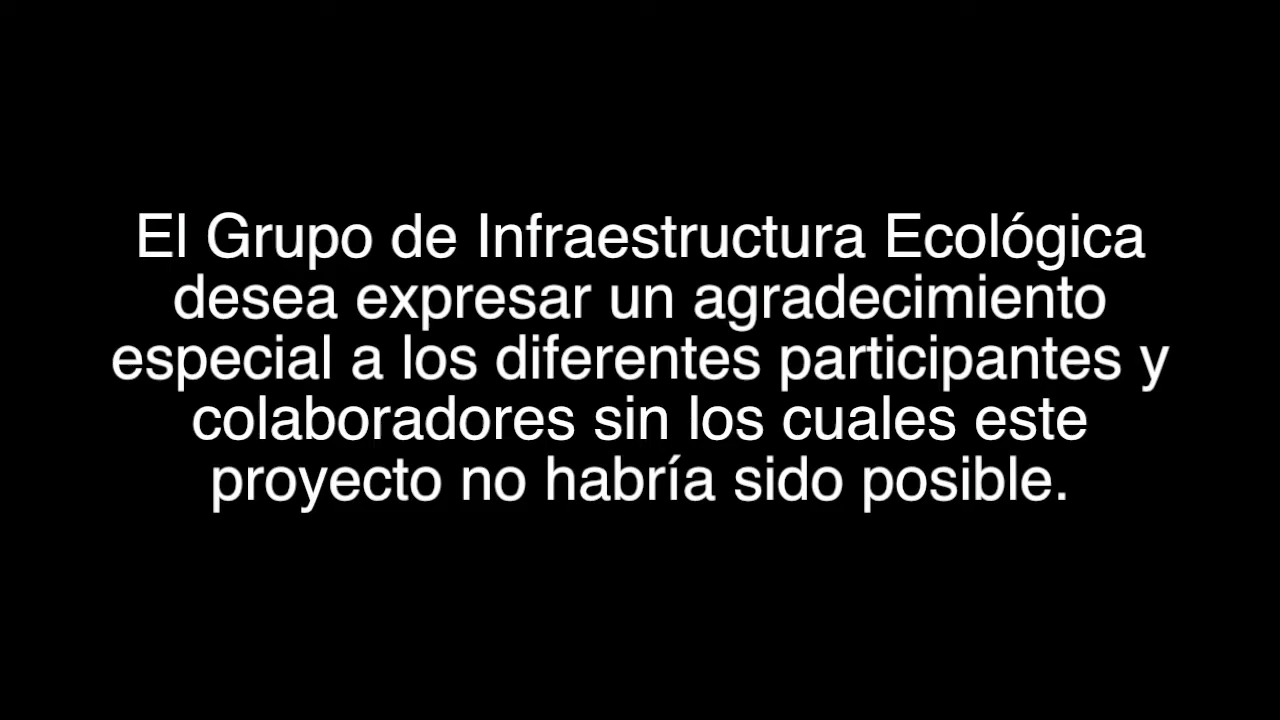 El Grupo de Infraestructura Ecológica
desea expresar un agradecimiento
especial a los diferentes participantes y
colaboradores sin los cuales este
proyecto no habría sido posible.